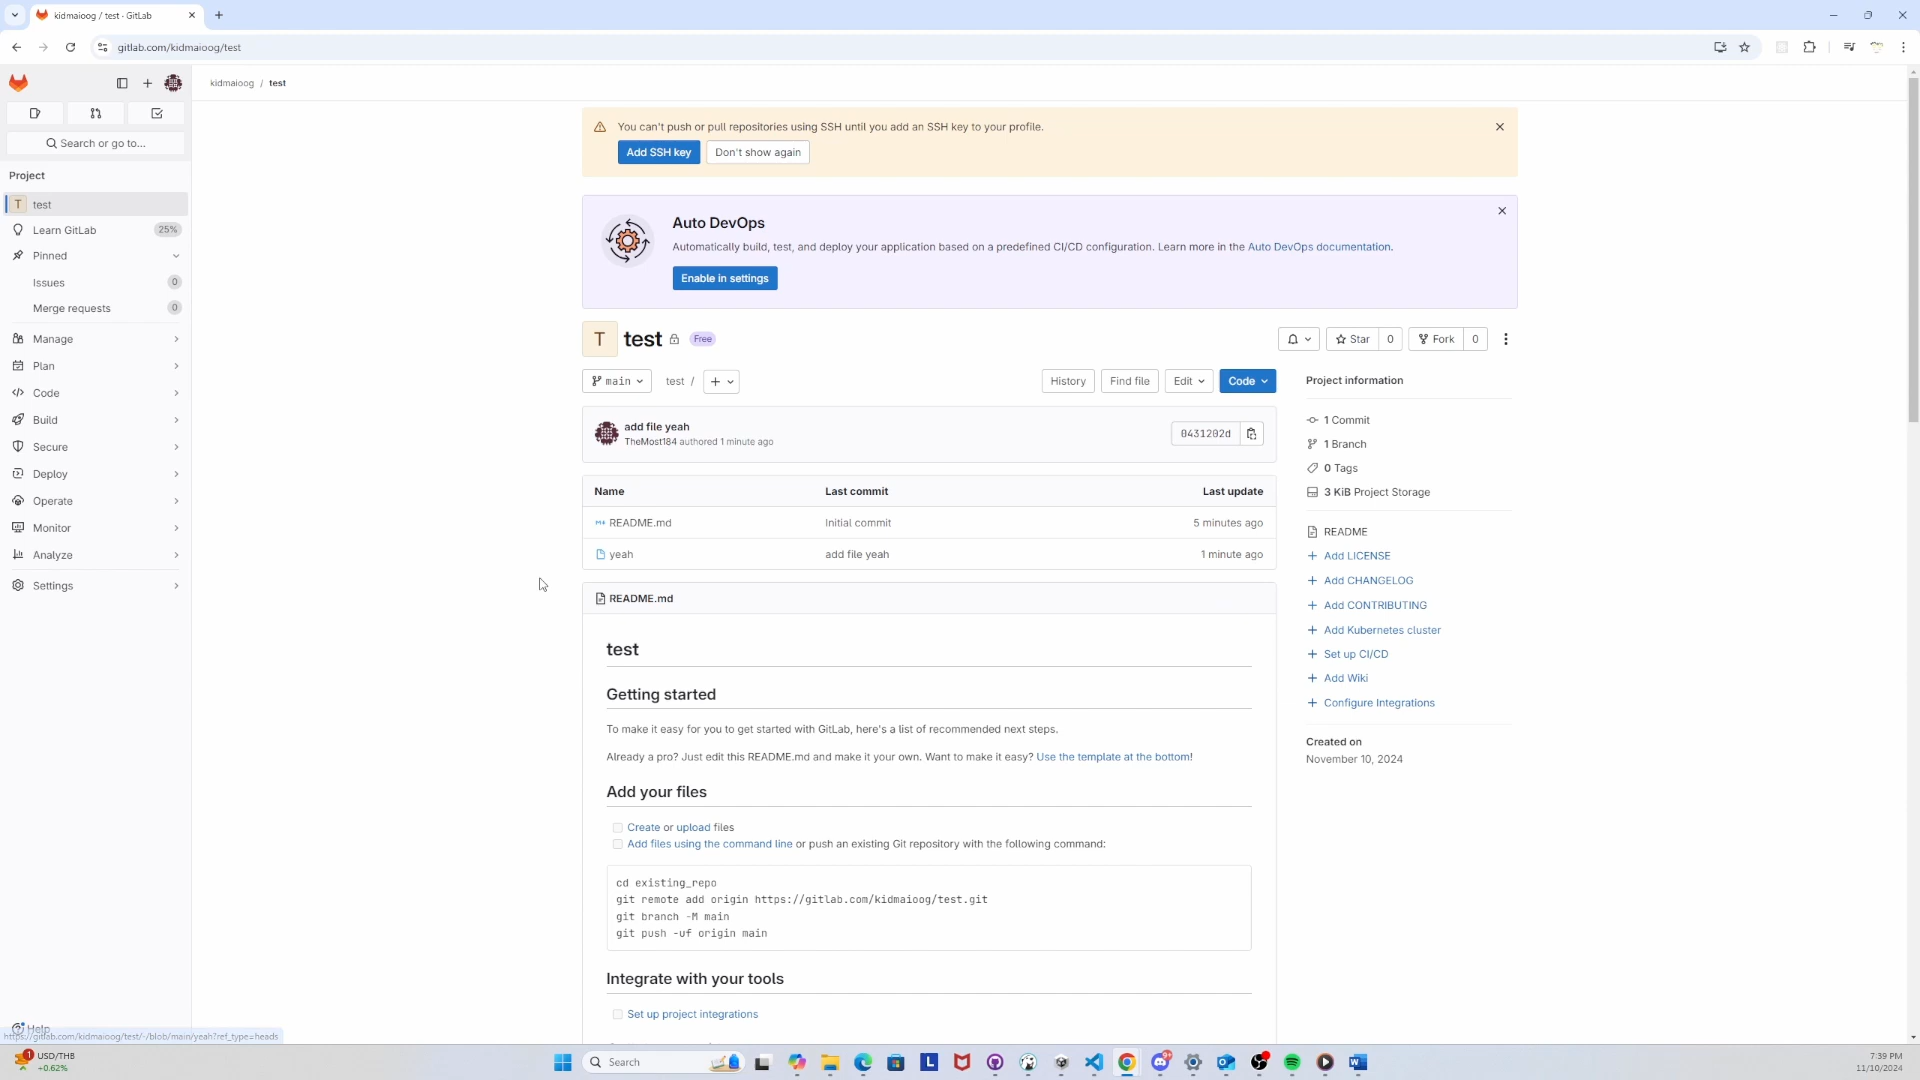 kidmaioog / test · GitLab
gitlab.com/kidmaioog/test
kidmaioog / test
Search or go to...
Project
T test
Learn GitLab 25%
Pinned
Issues 0
Merge requests 0
Manage
Plan
Code
Build
Secure
Deploy
Operate
Monitor
Analyze
Settings
Help
https://gitlab.com/kidmaioog/test/-/blob/main/yeah?ref_type=heads
You can't push or pull repositories using SSH until you add an SSH key to your profile.
Add SSH key Don't show again
Auto DevOps
Automatically build, test, and deploy your application based on a predefined CI/CD configuration. Learn more in the Auto DevOps documentation.
Enable in settings
T test Free
Star 0 Fork 0
main test / History Find file Edit Code
add file yeah
TheMost184 authored 1 minute ago
0431202d
Name Last commit Last update
README.md Initial commit 5 minutes ago
yeah add file yeah 1 minute ago
README.md
test
Getting started
To make it easy for you to get started with GitLab, here's a list of recommended next steps.
Already a pro? Just edit this README.md and make it your own. Want to make it easy? Use the template at the bottom!
Add your files
Create or upload files
Add files using the command line or push an existing Git repository with the following command:
cd existing_repo
git remote add origin https://gitlab.com/kidmaioog/test.git
git branch -M main
git push -uf origin main
Integrate with your tools
Set up project integrations
Project information
1 Commit
1 Branch
0 Tags
3 KiB Project Storage
README
Add LICENSE
Add CHANGELOG
Add CONTRIBUTING
Add Kubernetes cluster
Set up CI/CD
Add Wiki
Configure Integrations
Created on
November 10, 2024
1 USD/THB
+0.62%
Search
L
9+
7:39 PM
11/10/2024